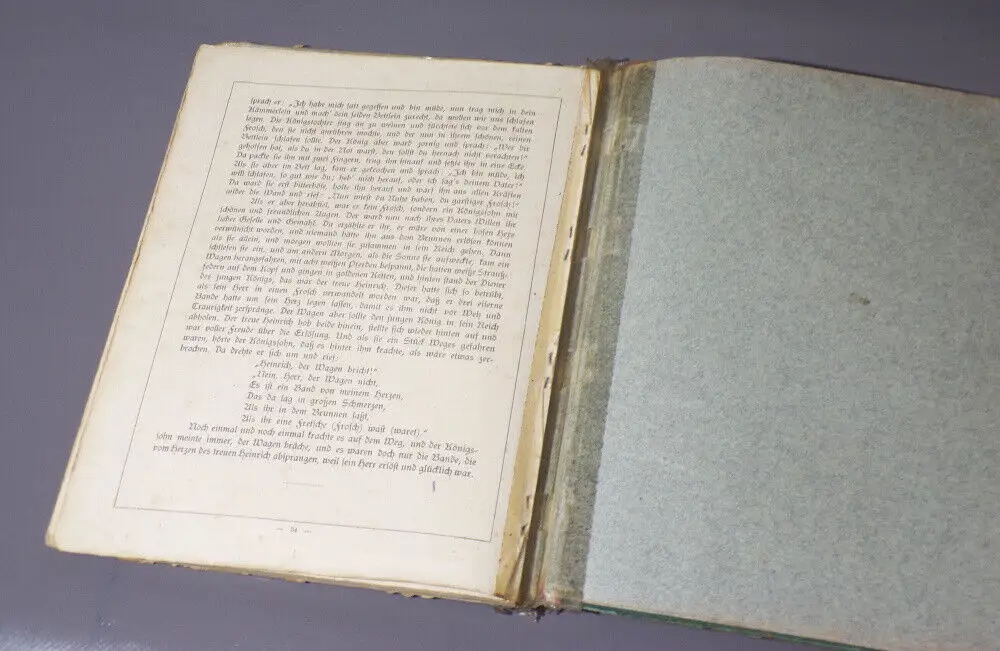 sprach er: „Ich habe mich satt gegessen und bin müde, nun trag mich in dein
Kämmerlein und mach' dein seiden Bettlein zurecht, da wollen wir uns schlafen
legen. Die Königstochter fing an zu weinen und fürchtete sich vor dem kalten
Frosch, den sie nicht anrühren mochte, und der nun in ihrem schönen, reinen
Bettlein schlafen sollte. Der König aber ward zornig und sprach: „Wer dir
geholfen hat, als du in der Not warst, den sollst du hernach nicht verachten!“
Da packte sie ihn mit zwei Fingern, trug ihn hinauf und setzte ihn in eine Ecke.
Als sie aber im Bett lag, kam er gekrochen und sprach: „Ich bin müde, ich
will schlafen, so gut wie du; heb' mich herauf, oder ich sag's deinem Vater!“
Da ward sie erst bitterböse, holte ihn herauf und warf ihn aus allen Kräften
wider die Wand und rief: „Nun wirst du Ruhe haben, du garstiger Frosch!“
Als er aber herabfiel, war er kein Frosch, sondern ein Königssohn mit
schönen und freundlichen Augen. Der ward nun nach ihres Vaters Willen ihr
lieber Geselle und Gemahl. Da erzählte er ihr, er wäre von einer bösen Hexe
verwünscht worden, und niemand hätte ihn aus dem Brunnen erlösen können
als sie allein, und morgen wollten sie zusammen in sein Reich gehen. Dann
schliefen sie ein, und am andern Morgen, als die Sonne sie aufweckte, kam ein
Wagen herangefahren, mit acht weißen Pferden bespannt, die hatten weiße Strauß-
federn auf dem Kopf und gingen in goldenen Ketten, und hinten stand der Diener
des jungen Königs, das war der treue Heinrich. Dieser hatte sich so betrübt,
als sein Herr in einen Frosch verwandelt worden war, daß er drei eiserne
Bande hatte um sein Herz legen lassen, damit es ihm nicht vor Weh und
Traurigkeit zerspränge. Der Wagen aber sollte den jungen König in sein Reich
abholen. Der treue Heinrich hob beide hinein, stellte sich wieder hinten auf und
war voller Freude über die Erlösung. Und als sie ein Stück Weges gefahren
waren, hörte der Königssohn, daß es hinter ihm krachte, als wäre etwas zer-
brochen. Da drehte er sich um und rief:
„Heinrich, der Wagen bricht!“
„Nein, Herr, der Wagen nicht,
Es ist ein Band von meinem Herzen,
Das da lag in großen Schmerzen,
Als ihr in dem Brunnen saßt,
Als ihr eine Fretsche (Frosch) wast (waret).“
Noch einmal und noch einmal krachte es auf dem Weg, und der Königs-
sohn meinte immer, der Wagen bräche, und es waren doch nur die Bande, die
vom Herzen des treuen Heinrich absprangen, weil sein Herr erlöst und glücklich war.
— 54 —